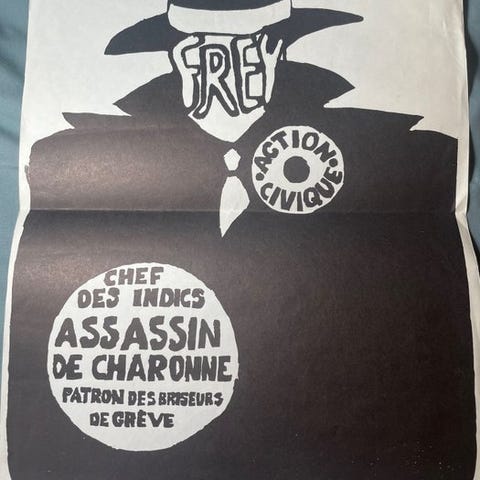 FREY
•ACTION•
CIVIQUE
CHEF
DES INDICS
ASSASSIN
DE CHARONNE
PATRON DES BRISEURS
DE GRÈVE